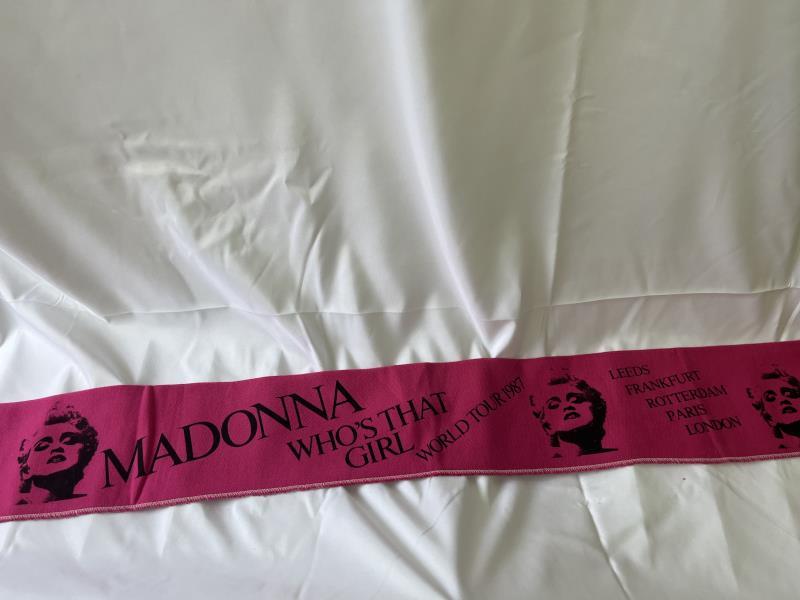 MADONNA
WHO'S THAT
GIRL
WORLD TOUR 1987
LEEDS
FRANKFURT
ROTTERDAM
PARIS
LONDON